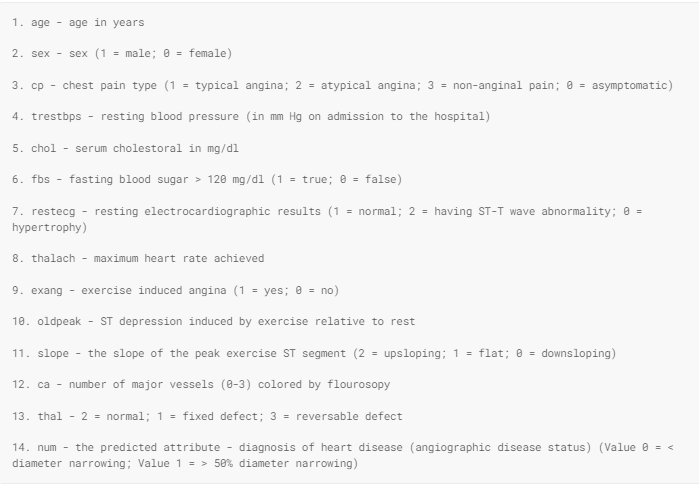 1. age - age in years
2. sex - sex (1 = male; 0 = female)
3. cp - chest pain type (1 = typical angina; 2 = atypical angina; 3 = non-anginal pain; 0 = asymptomatic)
4. trestbps - resting blood pressure (in mm Hg on admission to the hospital)
5. chol - serum cholestoral in mg/dl
6. fbs - fasting blood sugar > 120 mg/dl (1 = true; 0 = false)
7. restecg - resting electrocardiographic results (1 = normal; 2 = having ST-T wave abnormality; 0 =
hypertrophy)
8. thalach - maximum heart rate achieved
9. exang - exercise induced angina (1 = yes; 0 = no)
10. oldpeak - ST depression induced by exercise relative to rest
11. slope - the slope of the peak exercise ST segment (2 = upsloping; 1 = flat; 0 = downsloping)
12. ca - number of major vessels (0-3) colored by flourosopy
13. thal - 2 = normal; 1 = fixed defect; 3 = reversable defect
14. num - the predicted attribute - diagnosis of heart disease (angiographic disease status) (Value 0 = <
diameter narrowing; Value 1 = > 50% diameter narrowing)